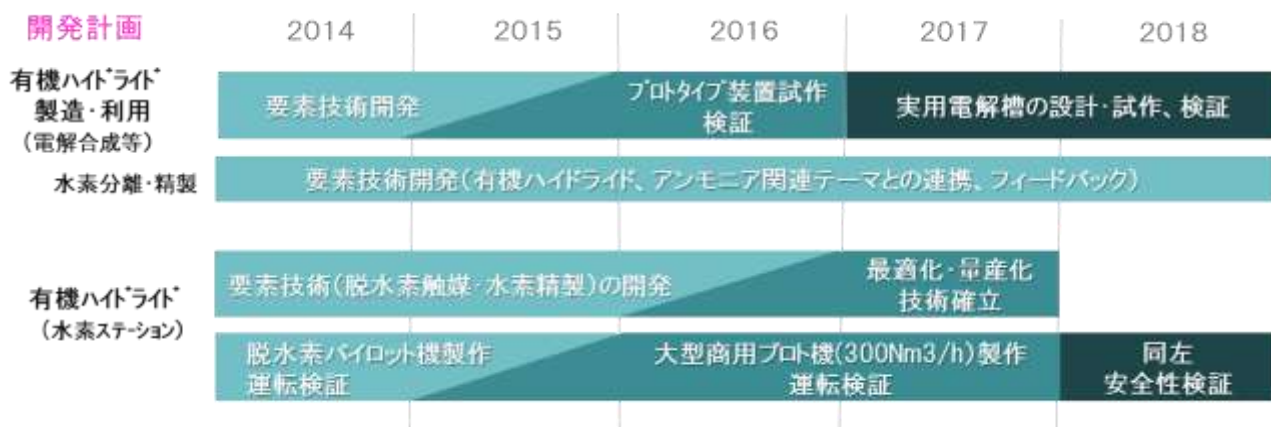 開発計画
2014 2015 2016 2017 2018
有機ハイドライド
製造・利用
(電解合成等)
要素技術開発
プロトタイプ装置試作
検証
実用電解槽の設計・試作、検証
水素分離・精製
要素技術開発(有機ハイドライド、アンモニア関連テーマとの連携、フィードバック)
有機ハイドライド
(水素ステーション)
要素技術(脱水素触媒・水素精製)の開発
最適化・量産化
技術確立
脱水素パイロット機製作
運転検証
大型商用プロト機(300Nm3/h)製作
運転検証
同左
安全性検証